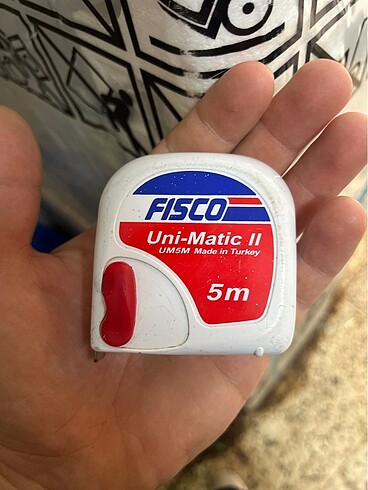 FISCO
Uni-Matic II
UM5M Made in Turkey
5m